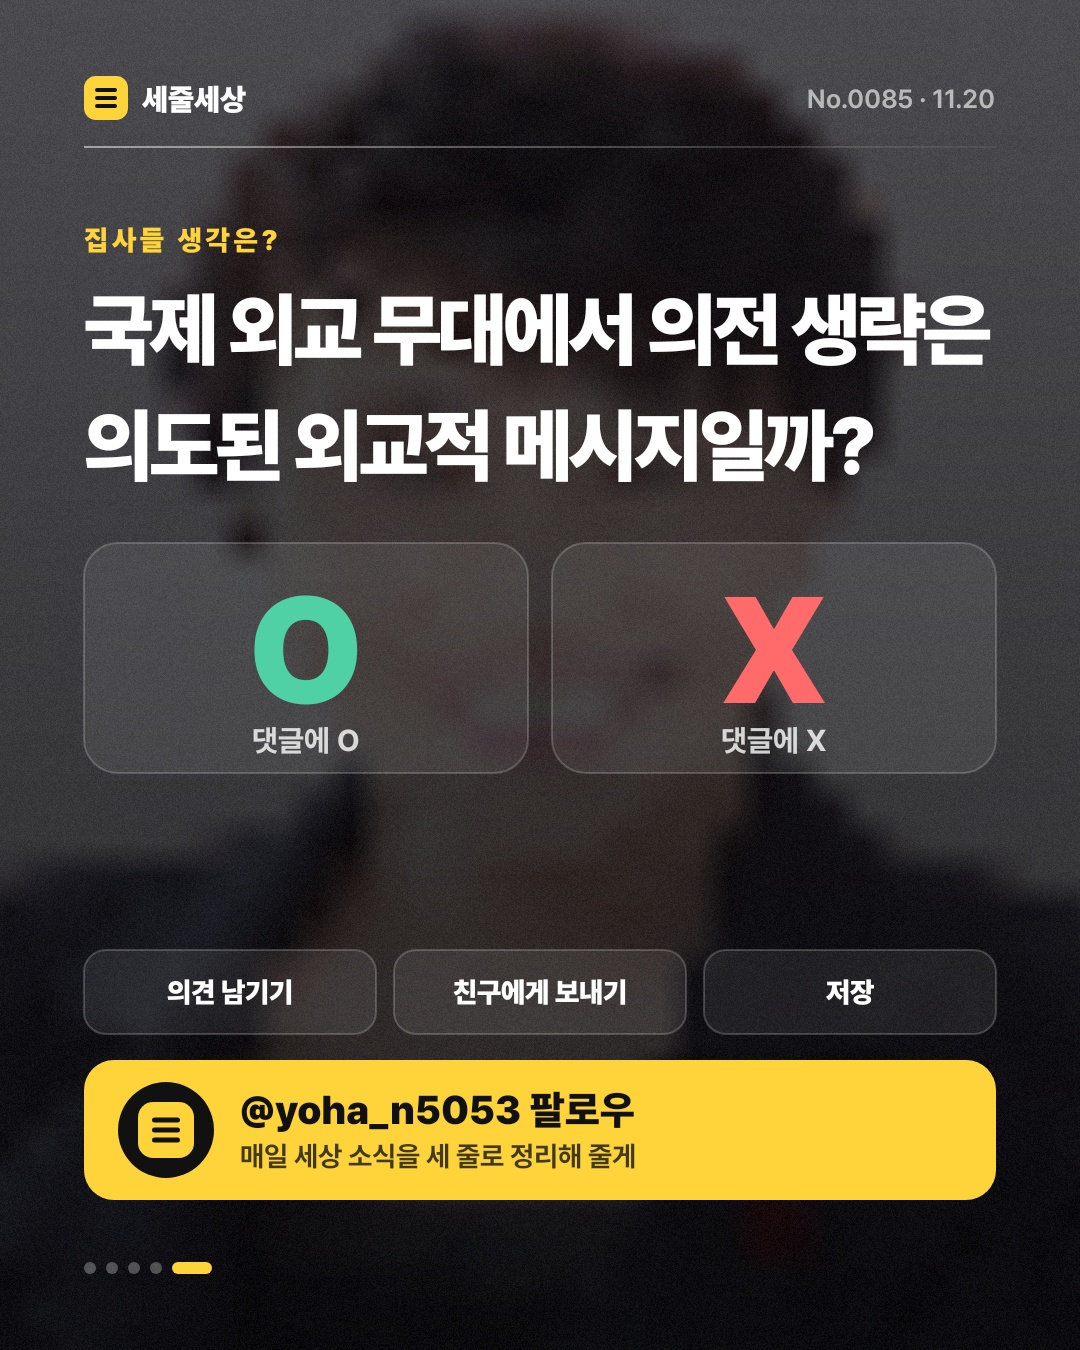 세줄세상
No.0085 · 11.20
집사들 생각은?
국제 외교 무대에서 의전 생략은
의도된 외교적 메시지일까?
O
댓글에 O
X
댓글에 X
의견 남기기
친구에게 보내기
저장
@yoha_n5053 팔로우
매일 세상 소식을 세 줄로 정리해 줄게